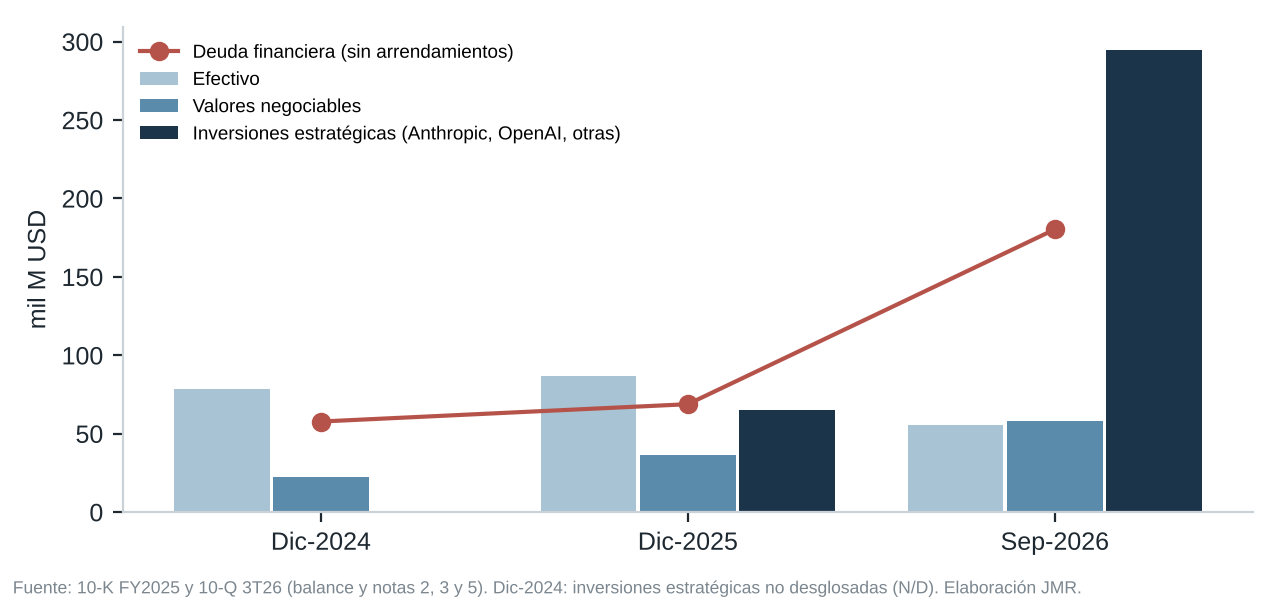 300
250
200
150
100
50
0
mil M USD
Deuda financiera (sin arrendamientos)
Efectivo
Valores negociables
Inversiones estratégicas (Anthropic, OpenAI, otras)
Dic-2024
Dic-2025
Sep-2026
Fuente: 10-K FY2025 y 10-Q 3T26 (balance y notas 2, 3 y 5). Dic-2024: inversiones estratégicas no desglosadas (N/D). Elaboración JMR.